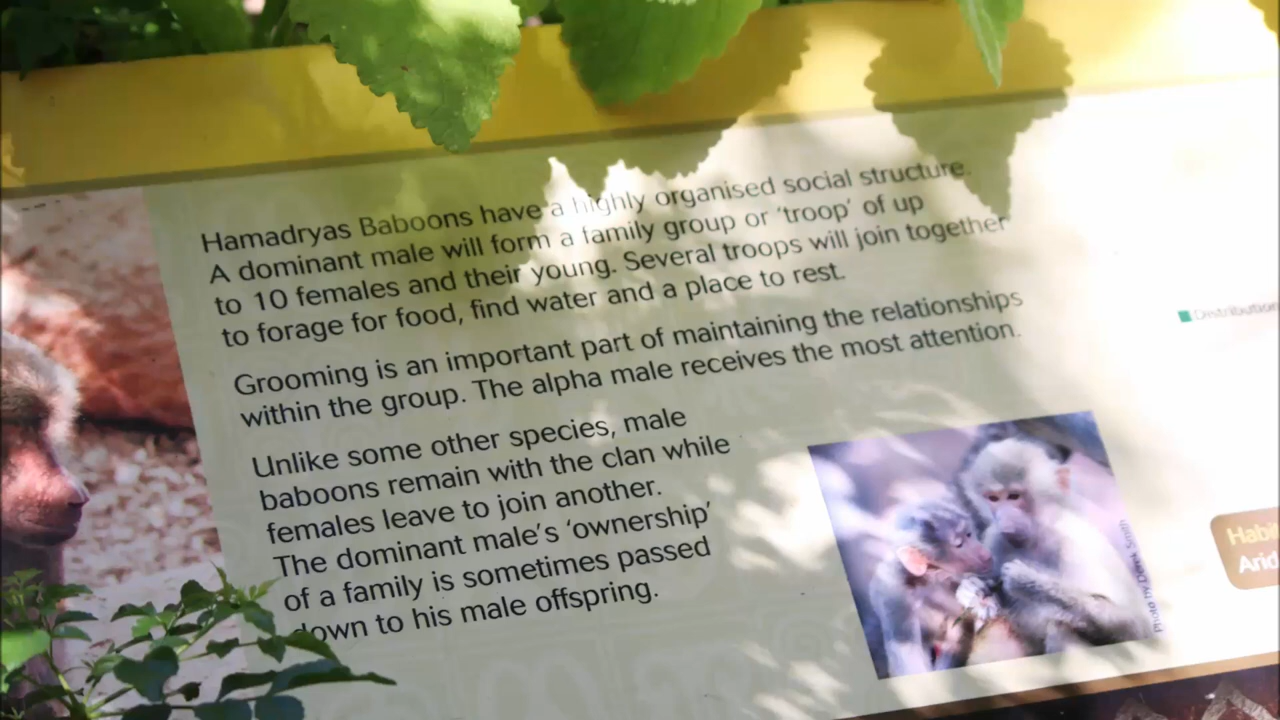 Hamadryas Baboons have a highly organised social structure.
A dominant male will form a family group or 'troop' of up
to 10 females and their young. Several troops will join together
to forage for food, find water and a place to rest.
Grooming is an important part of maintaining the relationships
within the group. The alpha male receives the most attention.
Unlike some other species, male
baboons remain with the clan while
females leave to join another.
The dominant male's 'ownership'
of a family is sometimes passed
down to his male offspring.
Photo by
Distribution
Arid